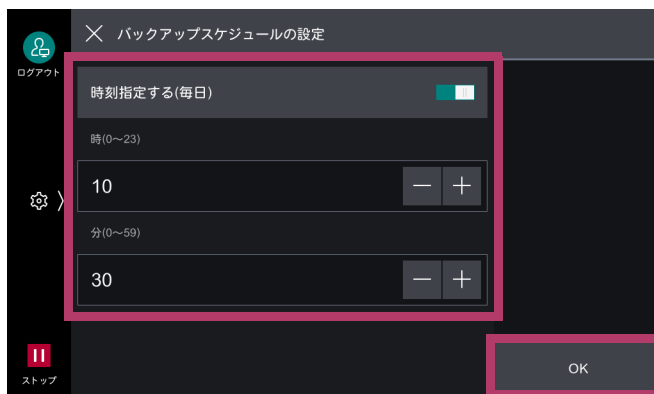 バックアップスケジュールの設定
ログアウト
時刻指定する(毎日)
時(0～23)
10
分(0～59)
30
ストップ
OK